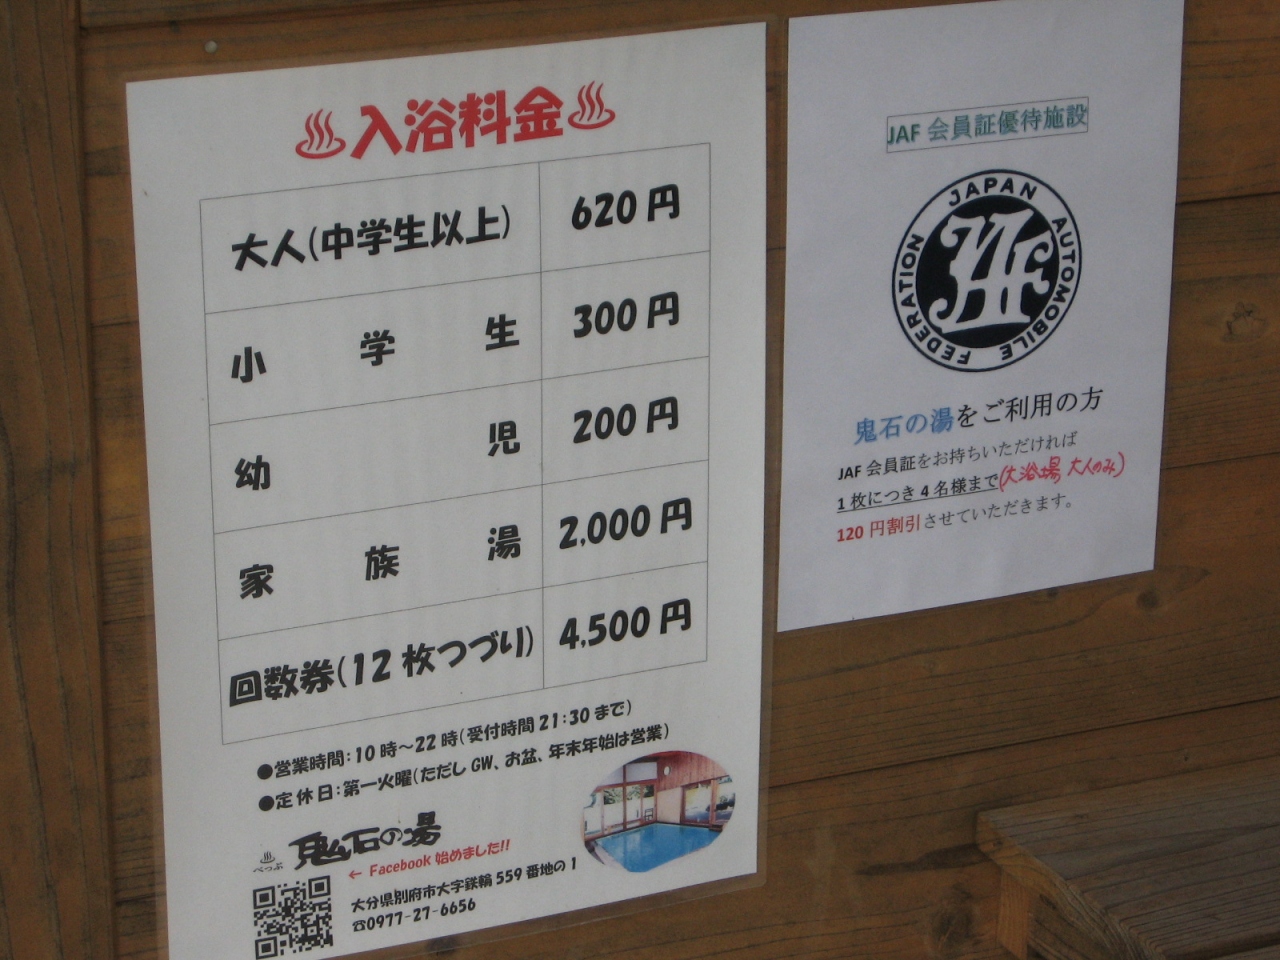 入浴料金
大人(中学生以上) 620円
小学生 300円
幼児 200円
家族湯 2,000円
回数券(12枚つづり) 4,500円
●営業時間:10時～22時(受付時間21:30まで)
●定休日:第一火曜(ただしGW、お盆、年末年始は営業)
べっぷ 鬼石の湯
← Facebook始めました!!
大分県別府市大字鉄輪559番地の1
☎0977-27-6656
JAF 会員証優待施設
JAPAN AUTOMOBILE FEDERATION
JAF
鬼石の湯をご利用の方
JAF 会員証をお持ちいただければ
1枚につき4名様まで(大浴場 大人のみ)
120円割引させていただきます。